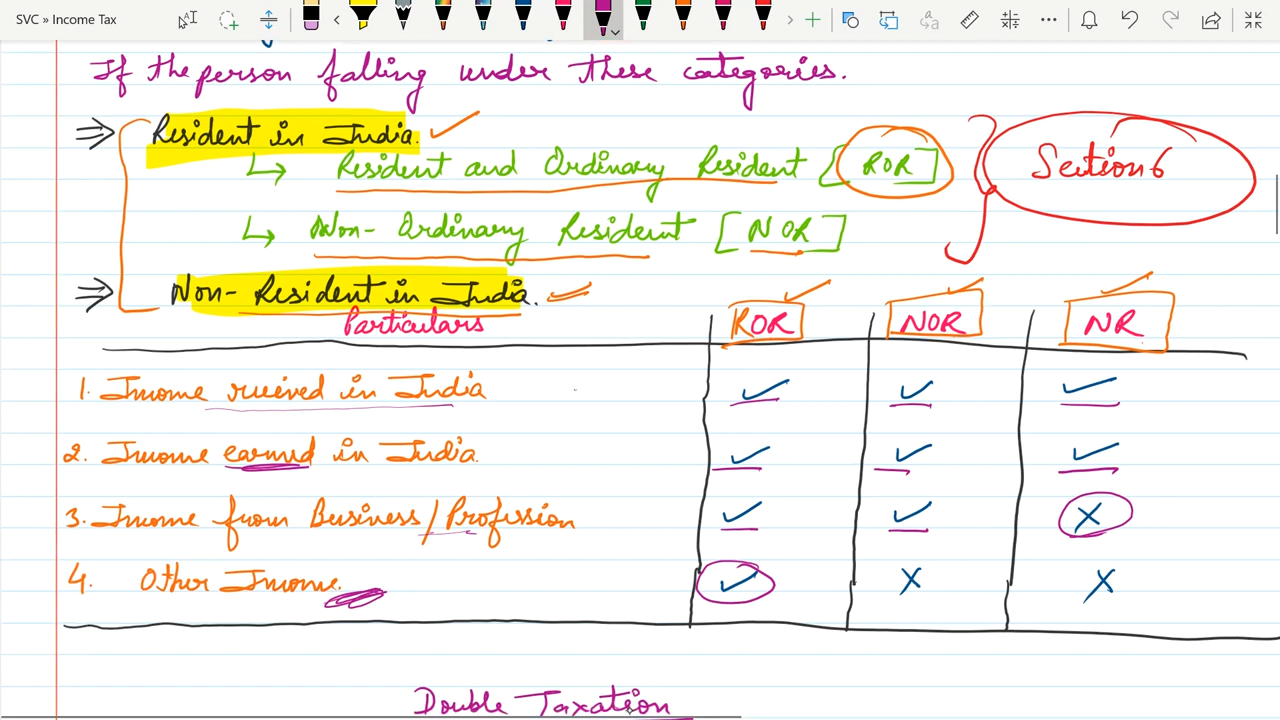 SVC » Income Tax
If the person falling under these categories.
⇒ Resident in India. ✓
↳ Resident and Ordinary Resident [ROR]
Section 6
↳ Non-Ordinary Resident [NOR]
⇒ Non-Resident in India.
Particulars ROR NOR NR
1. Income received in India ✓ ✓ ✓
2. Income earned in India. ✓ ✓ ✓
3. Income from Business/Profession ✓ ✓ ✗
4. Other Income. ✓ ✗ ✗
Double Taxation